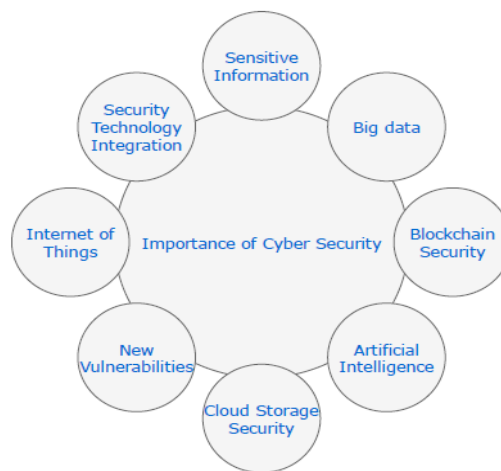 Sensitive
Information
Security
Technology
Integration
Big data
Internet of
Things
Importance of Cyber Security
Blockchain
Security
New
Vulnerabilities
Artificial
Intelligence
Cloud Storage
Security